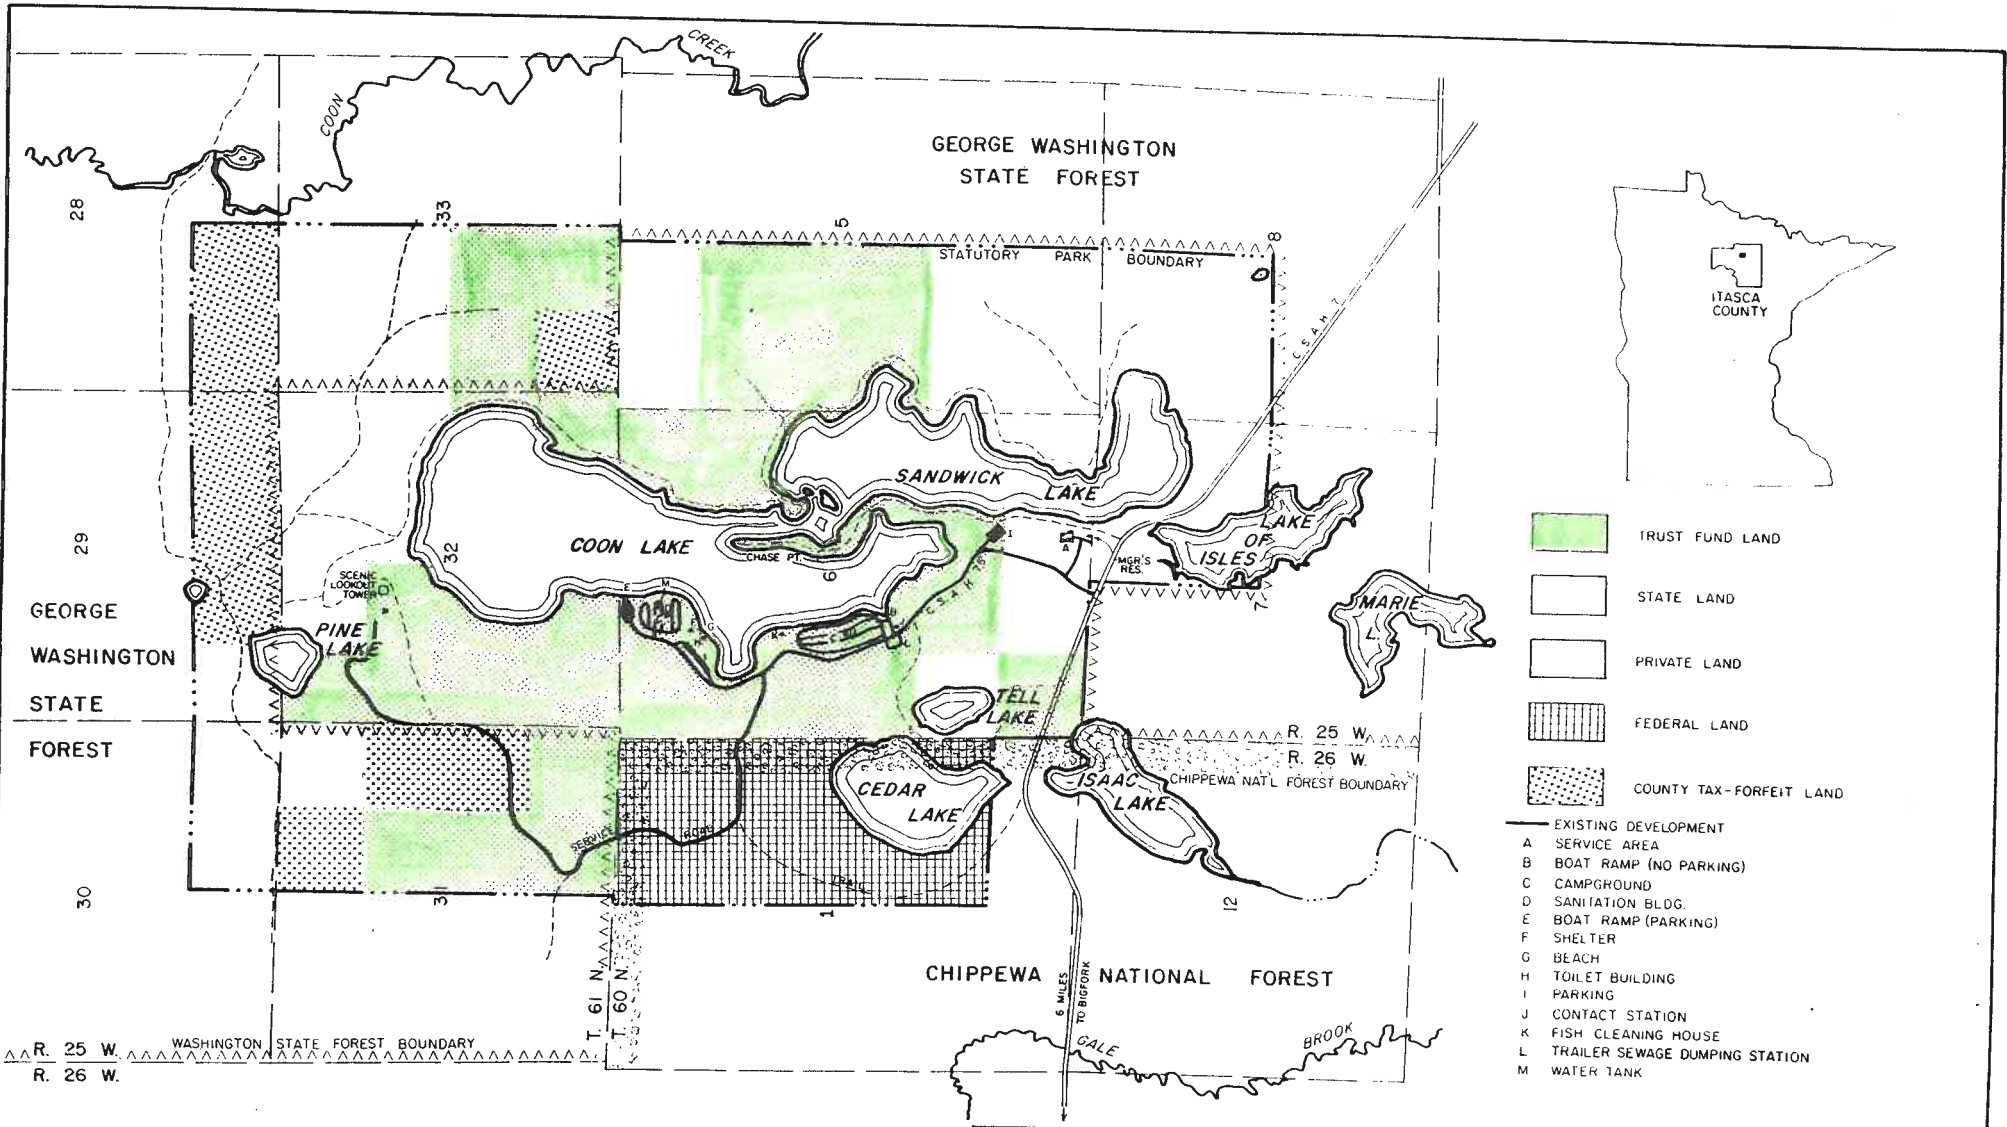 COON
CREEK
GEORGE WASHINGTON
STATE FOREST
28
33
5
8
STATUTORY PARK BOUNDARY
C S A H 7
ITASCA
COUNTY
SANDWICK
LAKE
COON LAKE
32
29
CHASE PT.
6
I
A
MGR'S
RES.
LAKE
OF
ISLES
7
MARIE
L.
SCENIC
LOOKOUT
TOWER
GEORGE
WASHINGTON
STATE
FOREST
PINE
LAKE
E
M
G
H
C S A H 75
TELL
LAKE
R. 25 W.
R. 26 W.
CHIPPEWA NAT'L FOREST BOUNDARY
CEDAR
LAKE
ISAAC
LAKE
SERVICE
ROAD
TRAIL
30
31
1
12
CHIPPEWA NATIONAL FOREST
T. 61 N.
T. 60 N.
6 MILES
TO BIGFORK
GALE
BROOK
WASHINGTON STATE FOREST BOUNDARY
R. 25 W.
R. 26 W.
TRUST FUND LAND
STATE LAND
PRIVATE LAND
FEDERAL LAND
COUNTY TAX-FORFEIT LAND
EXISTING DEVELOPMENT
A SERVICE AREA
B BOAT RAMP (NO PARKING)
C CAMPGROUND
D SANITATION BLDG.
E BOAT RAMP (PARKING)
F SHELTER
G BEACH
H TOILET BUILDING
I PARKING
J CONTACT STATION
K FISH CLEANING HOUSE
L TRAILER SEWAGE DUMPING STATION
M WATER TANK